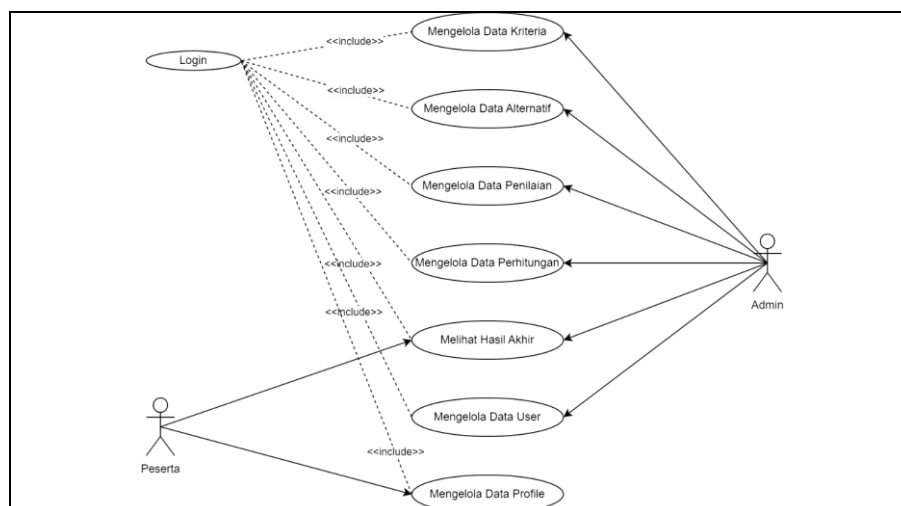 <<include>>
Mengelola Data Kriteria
Login
<<include>>
Mengelola Data Alternatif
<<include>>
Mengelola Data Penilaian
<<include>>
<<include>>
Mengelola Data Perhitungan
Admin
<<include>>
Melihat Hasil Akhir
Mengelola Data User
<<include>>
Peserta
Mengelola Data Profile